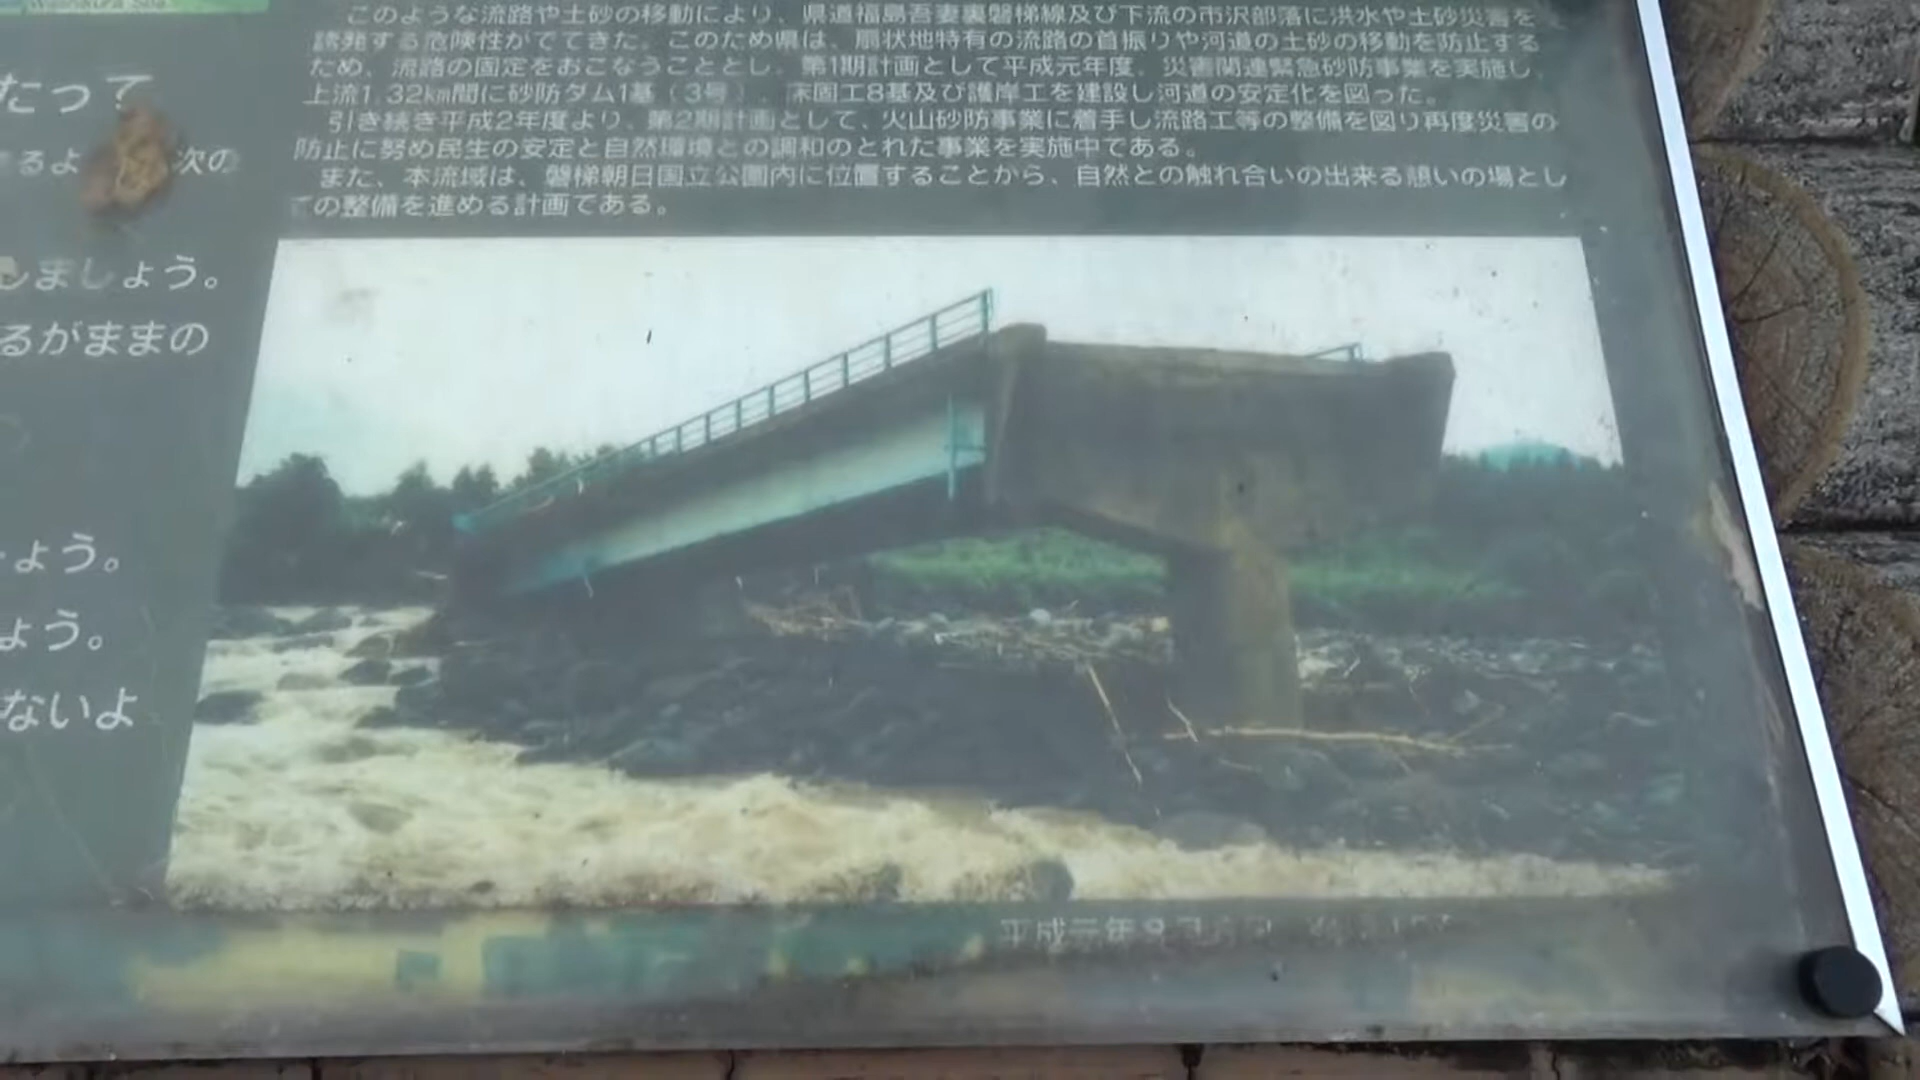 たって
るよ 次の
しましょう。
るがままの
ょう。
ょう。
ないよ
このような流路や土砂の移動により、県道福島吾妻裏磐梯線及び下流の市沢部落に洪水や土砂災害を
誘発する危険性がでてきた。このため県は、扇状地特有の流路の首振りや河道の土砂の移動を防止する
ため、流路の固定をおこなうこととし、第1期計画として平成元年度、災害関連緊急砂防事業を実施し、
上流1.32km間に砂防ダム1基（3号）、床固工8基及び護岸工を建設し河道の安定化を図った。
引き続き平成2年度より、第2期計画として、火山砂防事業に着手し流路工等の整備を図り再度災害の
防止に努め民生の安定と自然環境との調和のとれた事業を実施中である。
また、本流域は、磐梯朝日国立公園内に位置することから、自然との触れ合いの出来る憩いの場とし
ての整備を進める計画である。
平成元年